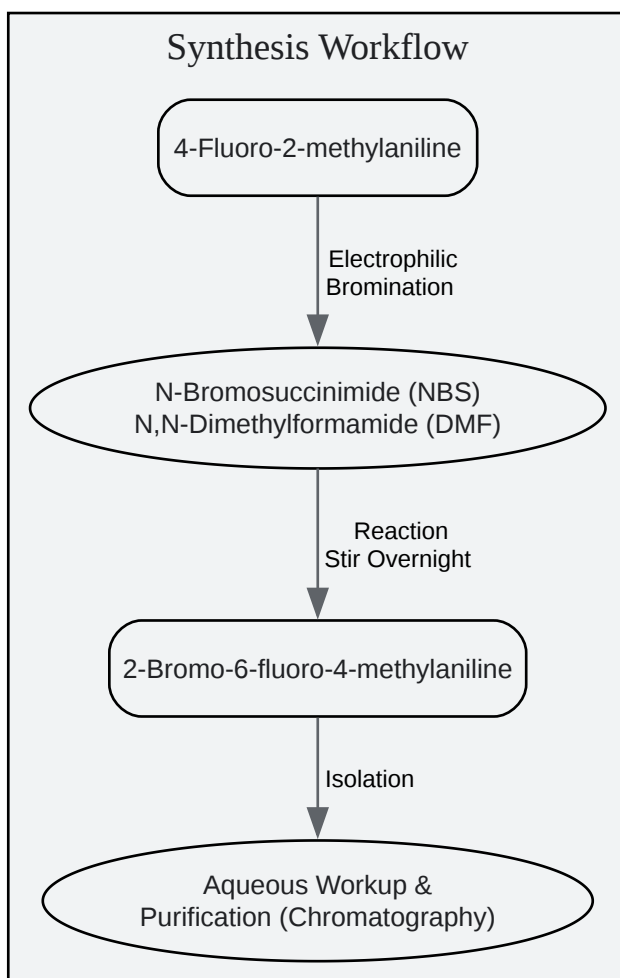 Synthesis Workflow
4-Fluoro-2-methylaniline
Electrophilic
Bromination
N-Bromosuccinimide (NBS)
N,N-Dimethylformamide (DMF)
Reaction
Stir Overnight
2-Bromo-6-fluoro-4-methylaniline
Isolation
Aqueous Workup &
Purification (Chromatography)